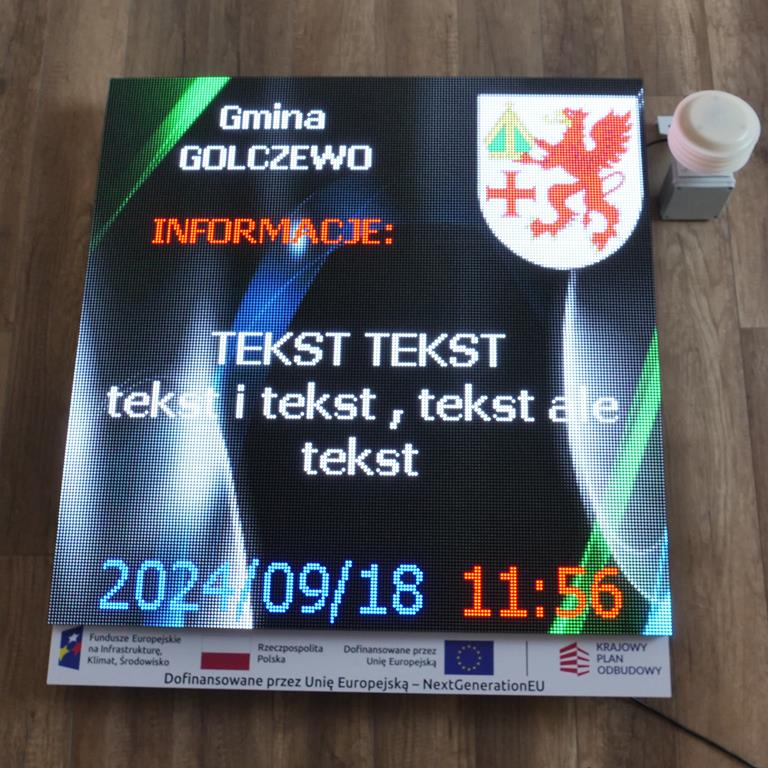 Gmina
GOLCZEWO
INFORMACJE:
TEKST TEKST
tekst i tekst , tekst ale
tekst
2024/09/18 11:56
Fundusze Europejskie
na Infrastrukturę,
Klimat, Środowisko
Rzeczpospolita
Polska
Dofinansowane przez
Unię Europejską
KRAJOWY
PLAN
ODBUDOWY
Dofinansowane przez Unię Europejską – NextGenerationEU